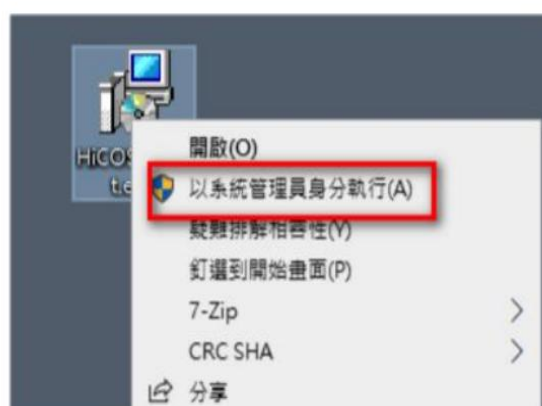 HiCOS
開啟(O)
以系統管理員身分執行(A)
疑難排解相容性(Y)
釘選到開始畫面(P)
7-Zip
CRC SHA
分享